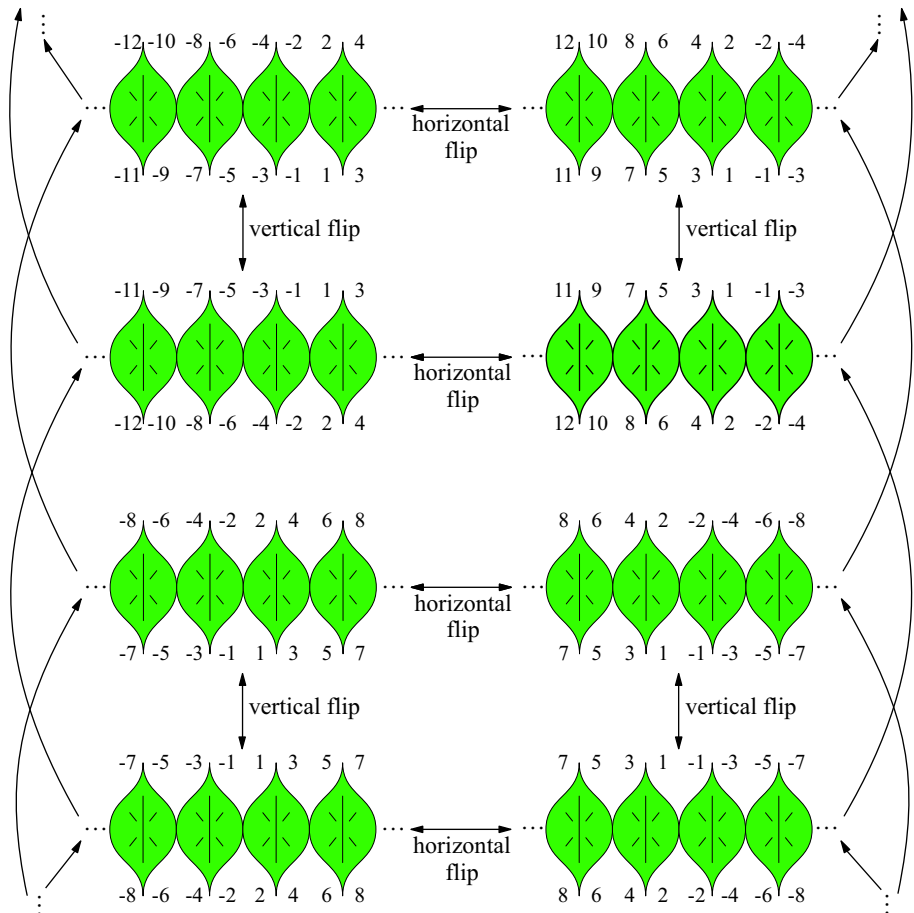 -12 -10 -8 -6 -4 -2 2 4 12 10 8 6 4 2 -2 -4
... ... horizontal flip ... ...
-11 -9 -7 -5 -3 -1 1 3 11 9 7 5 3 1 -1 -3
vertical flip vertical flip
-11 -9 -7 -5 -3 -1 1 3 11 9 7 5 3 1 -1 -3
... ... horizontal flip ... ...
-12 -10 -8 -6 -4 -2 2 4 12 10 8 6 4 2 -2 -4
-8 -6 -4 -2 2 4 6 8 8 6 4 2 -2 -4 -6 -8
... ... horizontal flip ... ...
-7 -5 -3 -1 1 3 5 7 7 5 3 1 -1 -3 -5 -7
vertical flip vertical flip
-7 -5 -3 -1 1 3 5 7 7 5 3 1 -1 -3 -5 -7
... ... horizontal flip ... ...
-8 -6 -4 -2 2 4 6 8 8 6 4 2 -2 -4 -6 -8